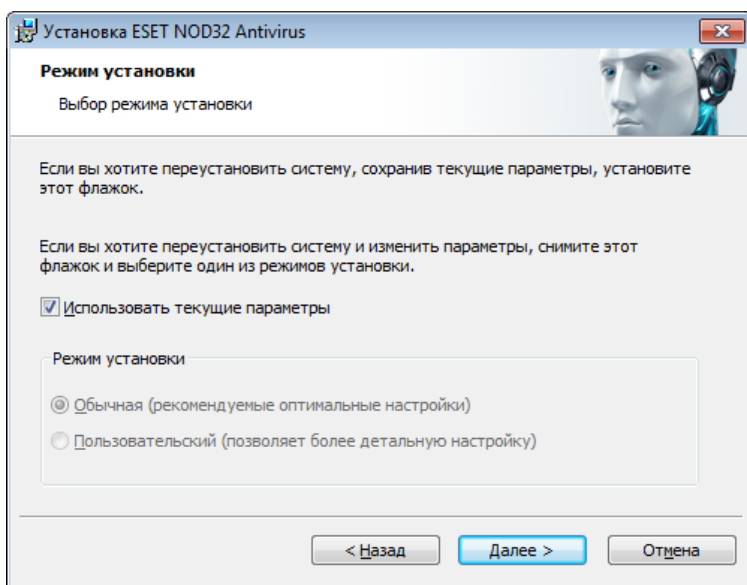 Установка ESET NOD32 Antivirus
Режим установки
Выбор режима установки
Если вы хотите переустановить систему, сохранив текущие параметры, установите
этот флажок.
Если вы хотите переустановить систему и изменить параметры, снимите этот
флажок и выберите один из режимов установки.
Использовать текущие параметры
Режим установки
Обычная (рекомендуемые оптимальные настройки)
Пользовательский (позволяет более детальную настройку)
< Назад Далее > Отмена